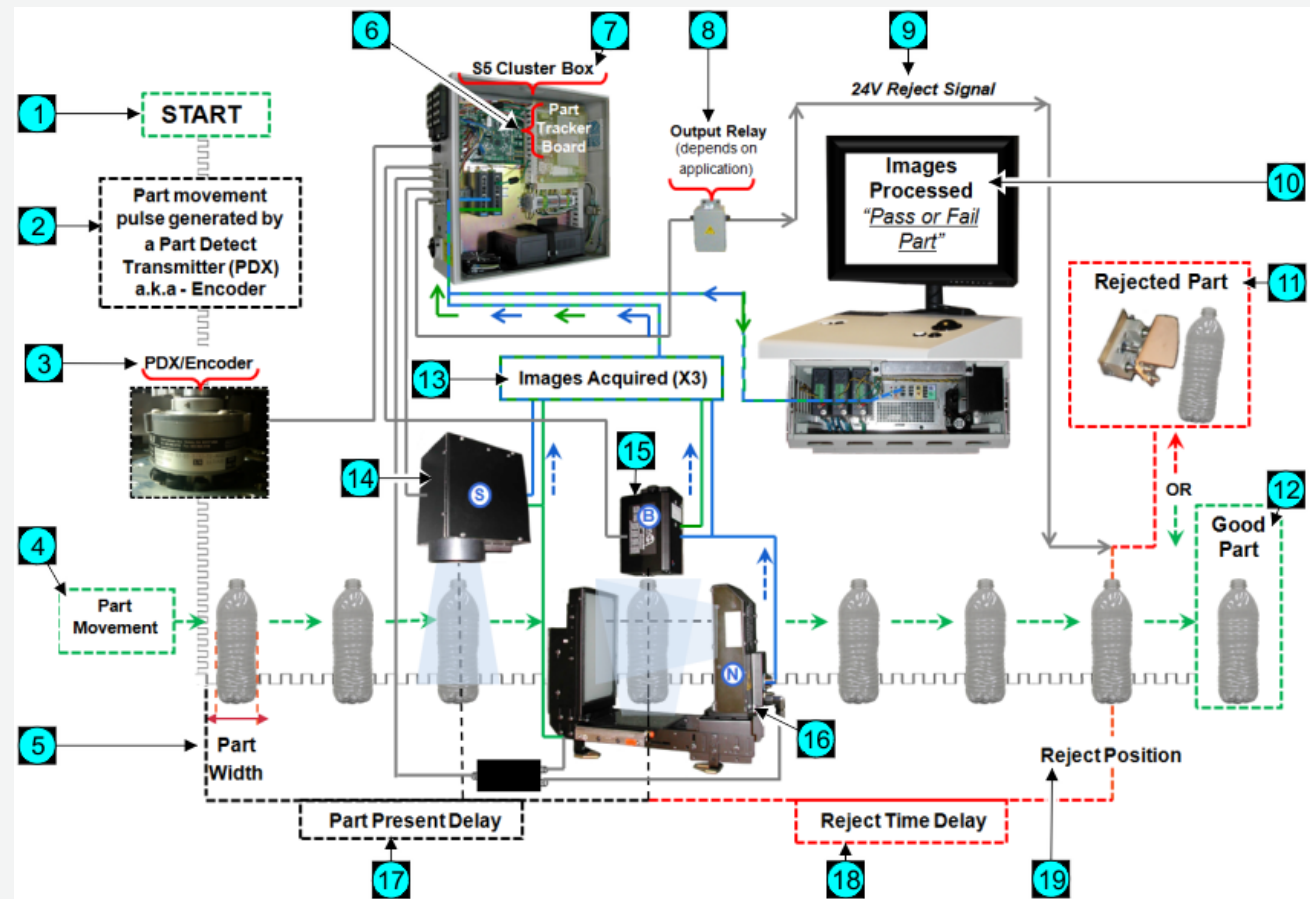 6
7
8
9
S5 Cluster Box
24V Reject Signal
1
START
Part
Tracker
Board
Output Relay
(depends on
application)
Images
Processed
"Pass or Fail
Part"
10
2
Part movement
pulse generated by
a Part Detect
Transmitter (PDX)
a.k.a - Encoder
Rejected Part
11
3
PDX/Encoder
13
Images Acquired (X3)
14
S
15
B
OR
12
Good
Part
4
Part
Movement
N
16
5
Part
Width
Reject Position
Part Present Delay
Reject Time Delay
17
18
19